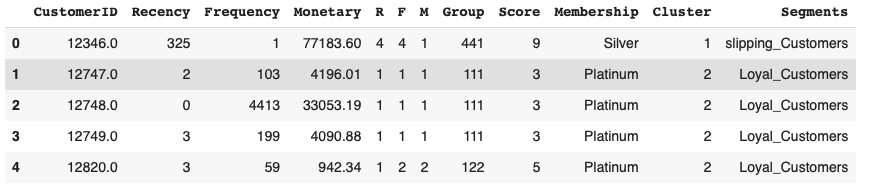 CustomerID Recency Frequency Monetary R F M Group Score Membership Cluster Segments
0 12346.0 325 1 77183.60 4 4 1 441 9 Silver 1 slipping_Customers
1 12747.0 2 103 4196.01 1 1 1 111 3 Platinum 2 Loyal_Customers
2 12748.0 0 4413 33053.19 1 1 1 111 3 Platinum 2 Loyal_Customers
3 12749.0 3 199 4090.88 1 1 1 111 3 Platinum 2 Loyal_Customers
4 12820.0 3 59 942.34 1 2 2 122 5 Platinum 2 Loyal_Customers